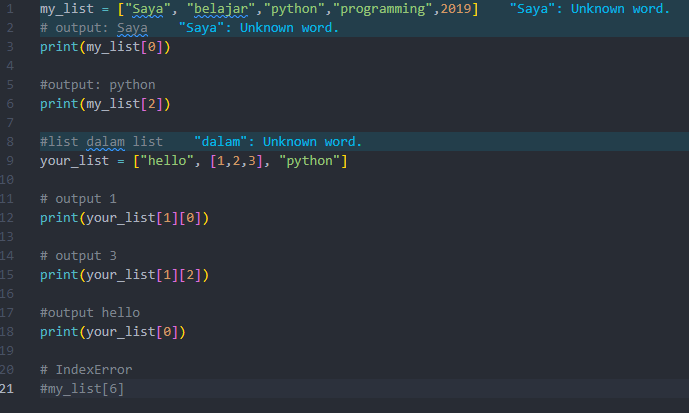 1 my_list = ["Saya", "belajar","python","programming",2019] "Saya": Unknown word.
2 # output: Saya "Saya": Unknown word.
3 print(my_list[0])
4
5 #output: python
6 print(my_list[2])
7
8 #list dalam list "dalam": Unknown word.
9 your_list = ["hello", [1,2,3], "python"]
10
11 # output 1
12 print(your_list[1][0])
13
14 # output 3
15 print(your_list[1][2])
16
17 #output hello
18 print(your_list[0])
19
20 # IndexError
21 #my_list[6]